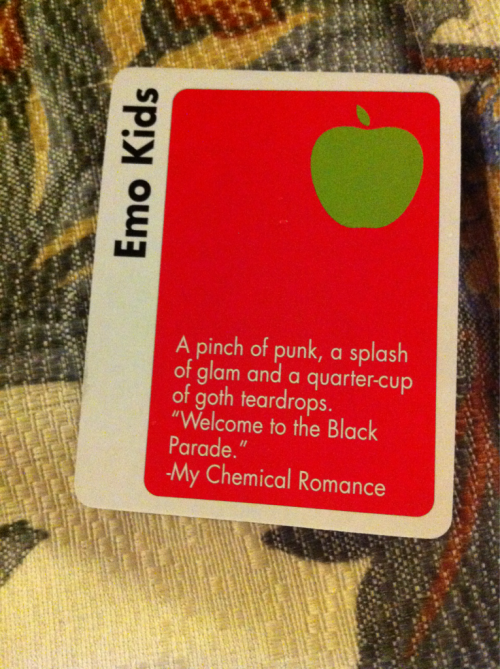 Emo Kids
A pinch of punk, a splash
of glam and a quarter-cup
of goth teardrops.
“Welcome to the Black
Parade.”
-My Chemical Romance